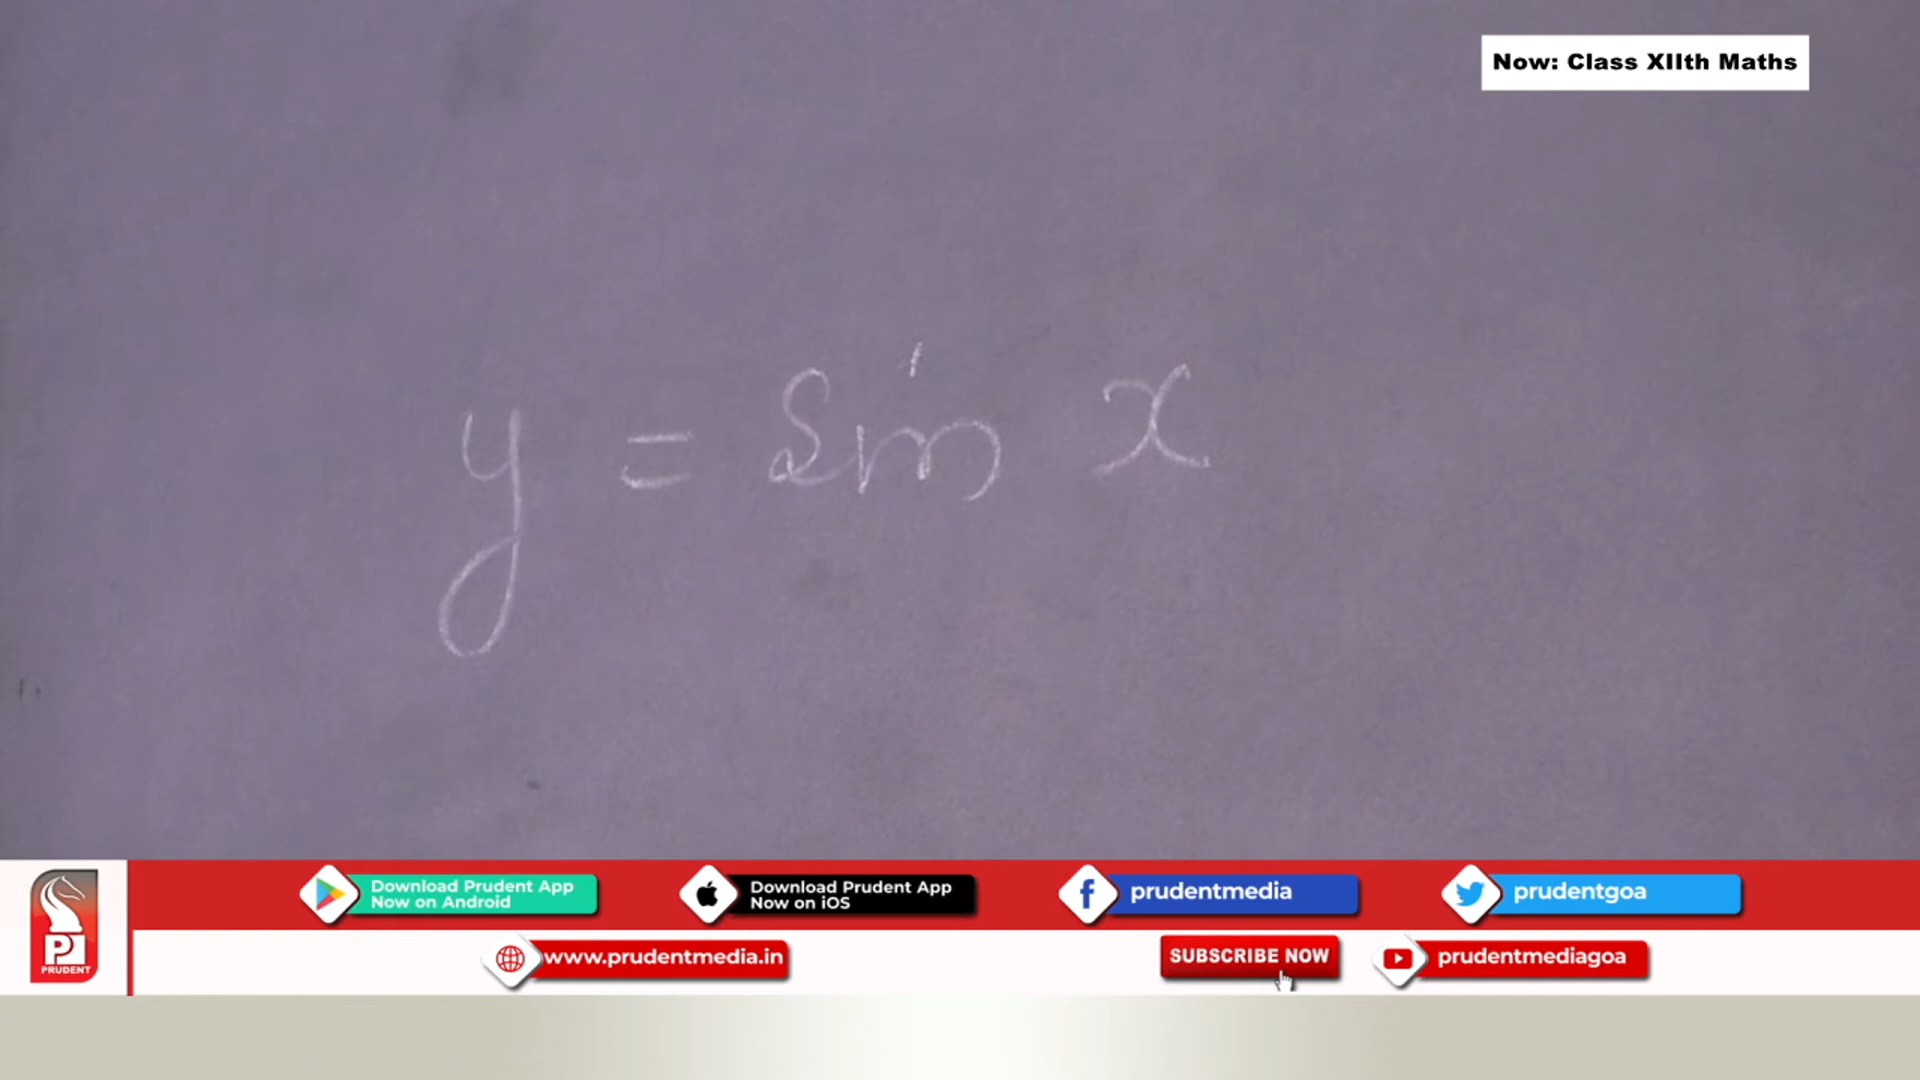 Now: Class XIIth Maths
y = sin x
Download Prudent App
Now on Android
Download Prudent App
Now on iOS
prudentmedia
prudentgoa
PI
PRUDENT
www.prudentmedia.in
SUBSCRIBE NOW
prudentmediagoa